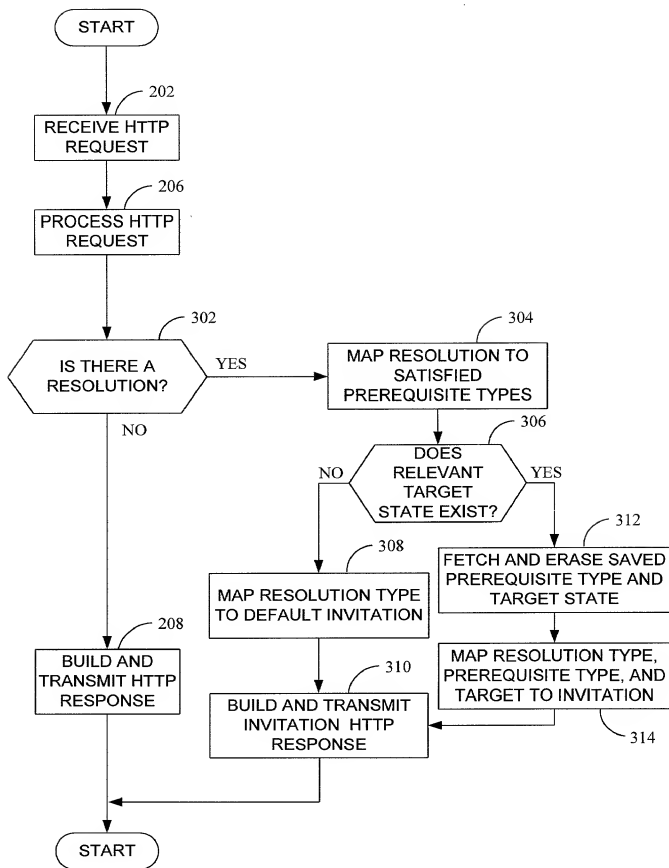 START
202
RECEIVE HTTP
REQUEST
206
PROCESS HTTP
REQUEST
302
IS THERE A
RESOLUTION?
YES
NO
304
MAP RESOLUTION TO
SATISFIED
PREREQUISITE TYPES
306
DOES
RELEVANT
TARGET
STATE EXIST?
NO
YES
308
MAP RESOLUTION TYPE
TO DEFAULT INVITATION
312
FETCH AND ERASE SAVED
PREREQUISITE TYPE AND
TARGET STATE
208
BUILD AND
TRANSMIT HTTP
RESPONSE
310
BUILD AND TRANSMIT
INVITATION HTTP
RESPONSE
MAP RESOLUTION TYPE,
PREREQUISITE TYPE, AND
TARGET TO INVITATION
314
START